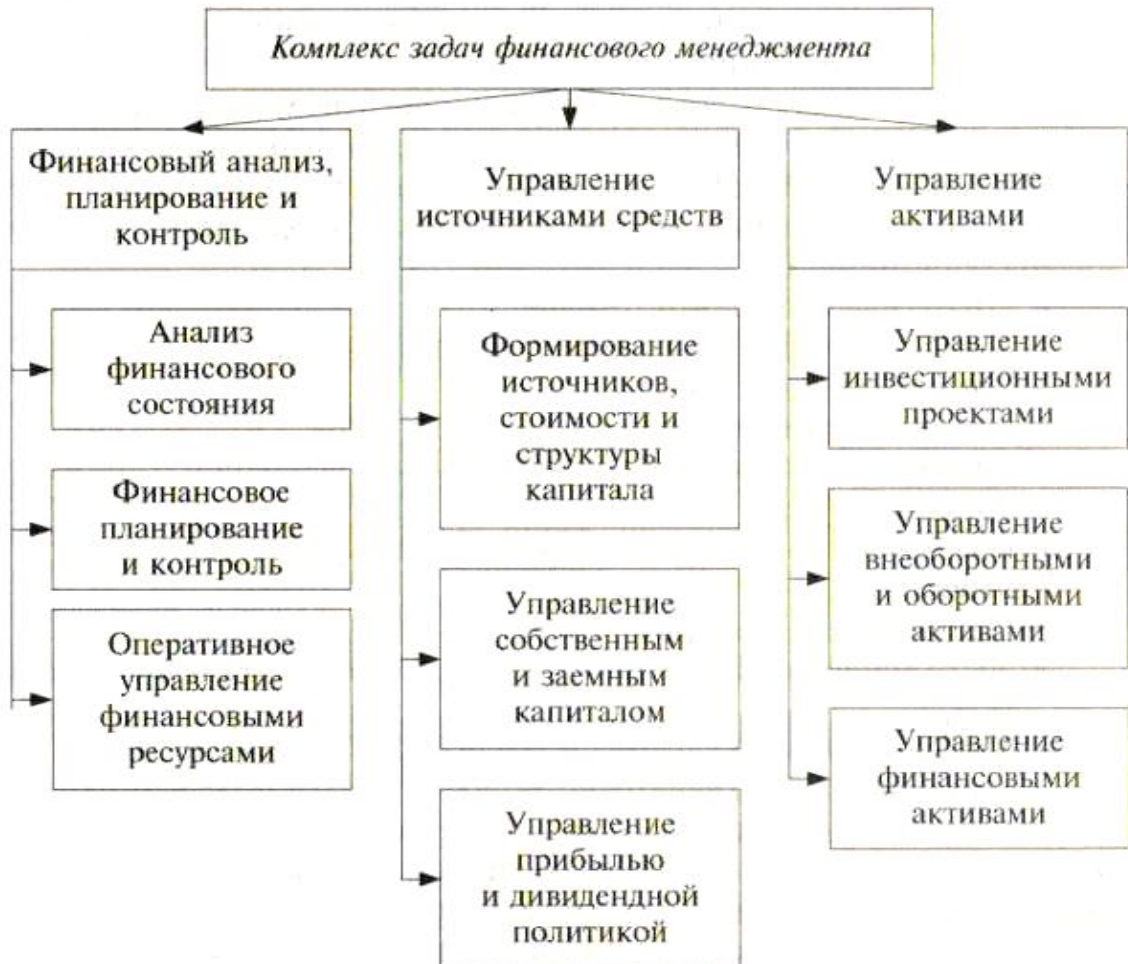 Комплекс задач финансового менеджмента
Финансовый анализ,
планирование и
контроль
Анализ
финансового
состояния
Финансовое
планирование
и контроль
Оперативное
управление
финансовыми
ресурсами
Управление
источниками средств
Формирование
источников,
стоимости и
структуры
капитала
Управление
собственным
и заемным
капиталом
Управление
прибылью
и дивидендной
политикой
Управление
активами
Управление
инвестиционными
проектами
Управление
внеоборотными
и оборотными
активами
Управление
финансовыми
активами